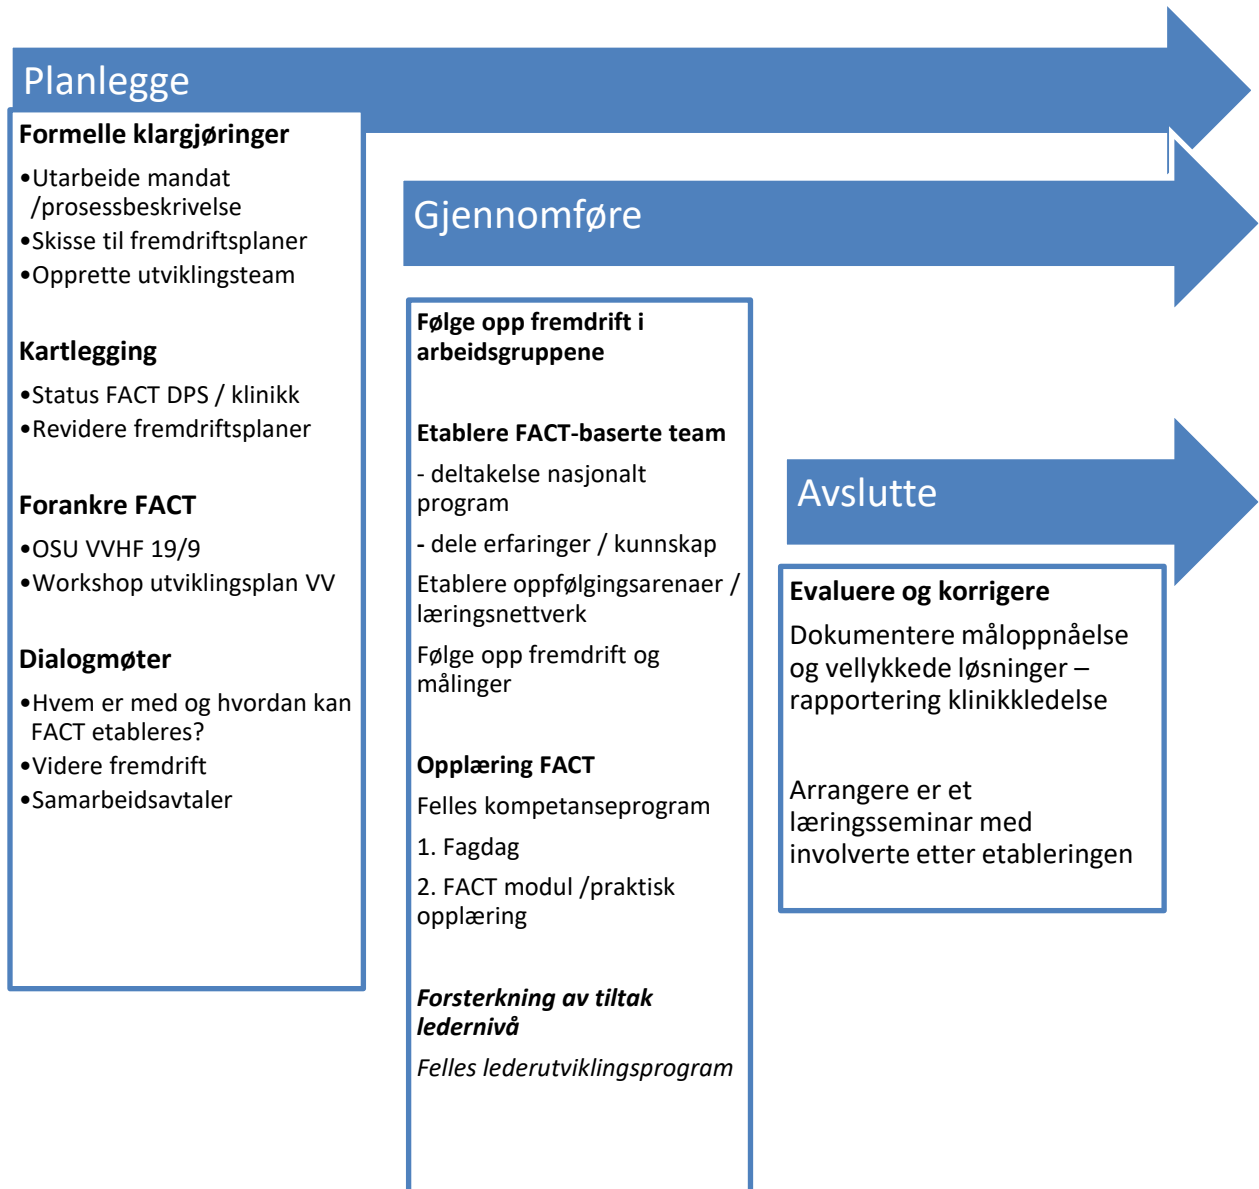 Planlegge
Formelle klargjøringer
•Utarbeide mandat
/prosessbeskrivelse
•Skisse til fremdriftsplaner
•Opprette utviklingsteam
Kartlegging
•Status FACT DPS / klinikk
•Revidere fremdriftsplaner
Forankre FACT
•OSU VVHF 19/9
•Workshop utviklingsplan VV
Dialogmøter
•Hvem er med og hvordan kan
FACT etableres?
•Videre fremdrift
•Samarbeidsavtaler
Gjennomføre
Følge opp fremdrift i
arbeidsgruppene
Etablere FACT-baserte team
- deltakelse nasjonalt
program
- dele erfaringer / kunnskap
Etablere oppfølgingsarenaer /
læringsnettverk
Følge opp fremdrift og
målinger
Opplæring FACT
Felles kompetanseprogram
1. Fagdag
2. FACT modul /praktisk
opplæring
Forsterkning av tiltak
ledernivå
Felles lederutviklingsprogram
Avslutte
Evaluere og korrigere
Dokumentere måloppnåelse
og vellykkede løsninger –
rapportering klinikkledelse
Arrangere er et
læringsseminar med
involverte etter etableringen